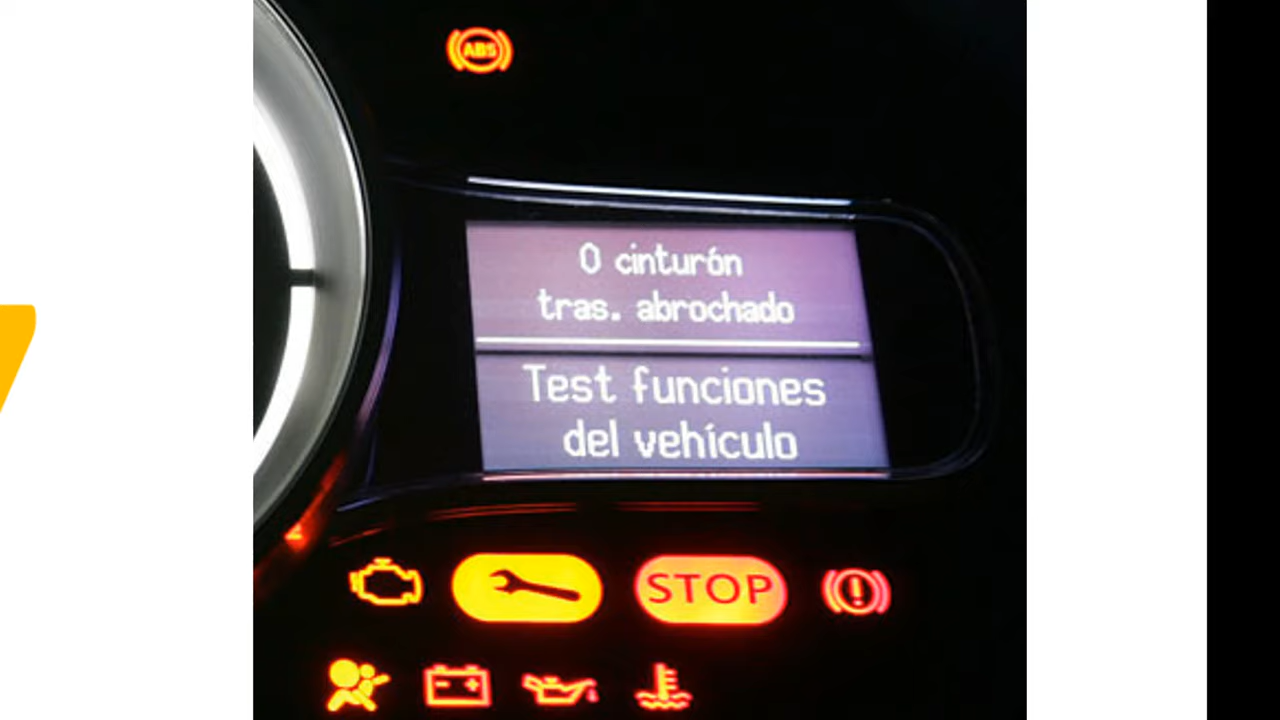 ABS
0 cinturón
tras. abrochado
Test funciones
del vehículo
STOP